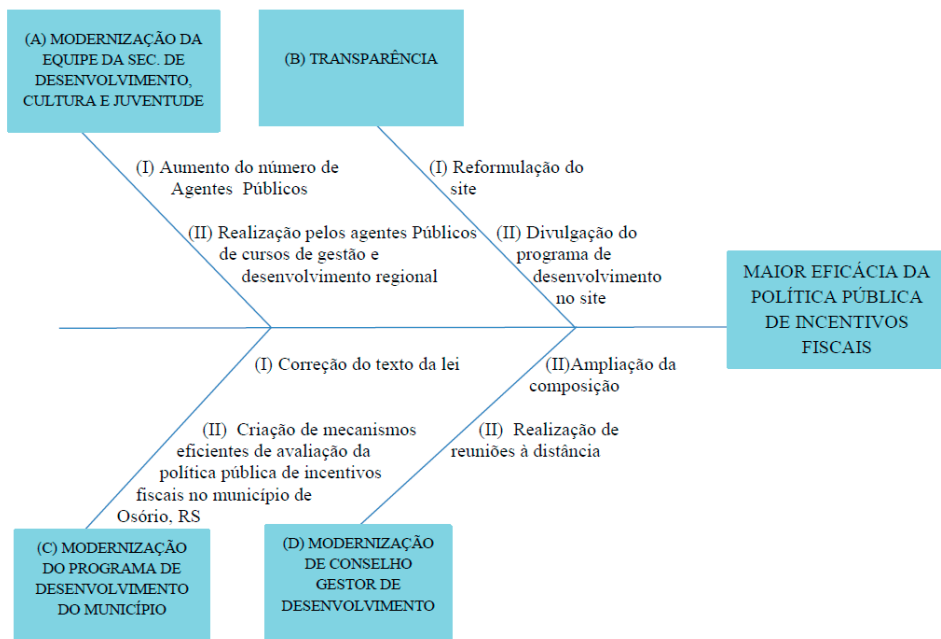 (A) MODERNIZAÇÃO DA
EQUIPE DA SEC. DE
DESENVOLVIMENTO,
CULTURA E JUVENTUDE
(B) TRANSPARÊNCIA
(I) Aumento do número de
Agentes Públicos
(II) Realização pelos agentes Públicos
de cursos de gestão e
desenvolvimento regional
(I) Reformulação do
site
(II) Divulgação do
programa de
desenvolvimento
no site
MAIOR EFICÁCIA DA
POLÍTICA PÚBLICA
DE INCENTIVOS
FISCAIS
(I) Correção do texto da lei
(II) Criação de mecanismos
eficientes de avaliação da
política pública de incentivos
fiscais no município de
Osório, RS
(II)Ampliação da
composição
(II) Realização de
reuniões à distância
(C) MODERNIZAÇÃO
DO PROGRAMA DE
DESENVOLVIMENTO
DO MUNICÍPIO
(D) MODERNIZAÇÃO
DE CONSELHO
GESTOR DE
DESENVOLVIMENTO